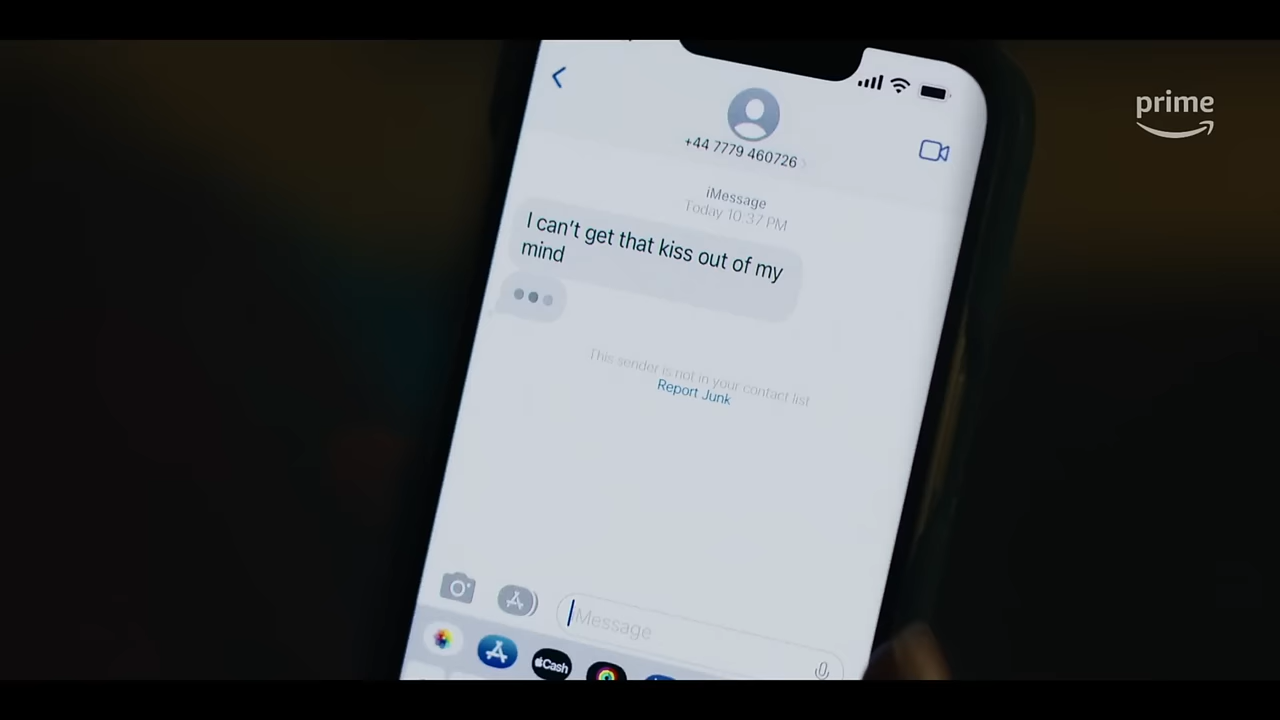 prime
+44 7779 460726
iMessage
Today 10:37 PM
I can't get that kiss out of my
mind
This sender is not in your contact list
Report Junk
iMessage
Cash